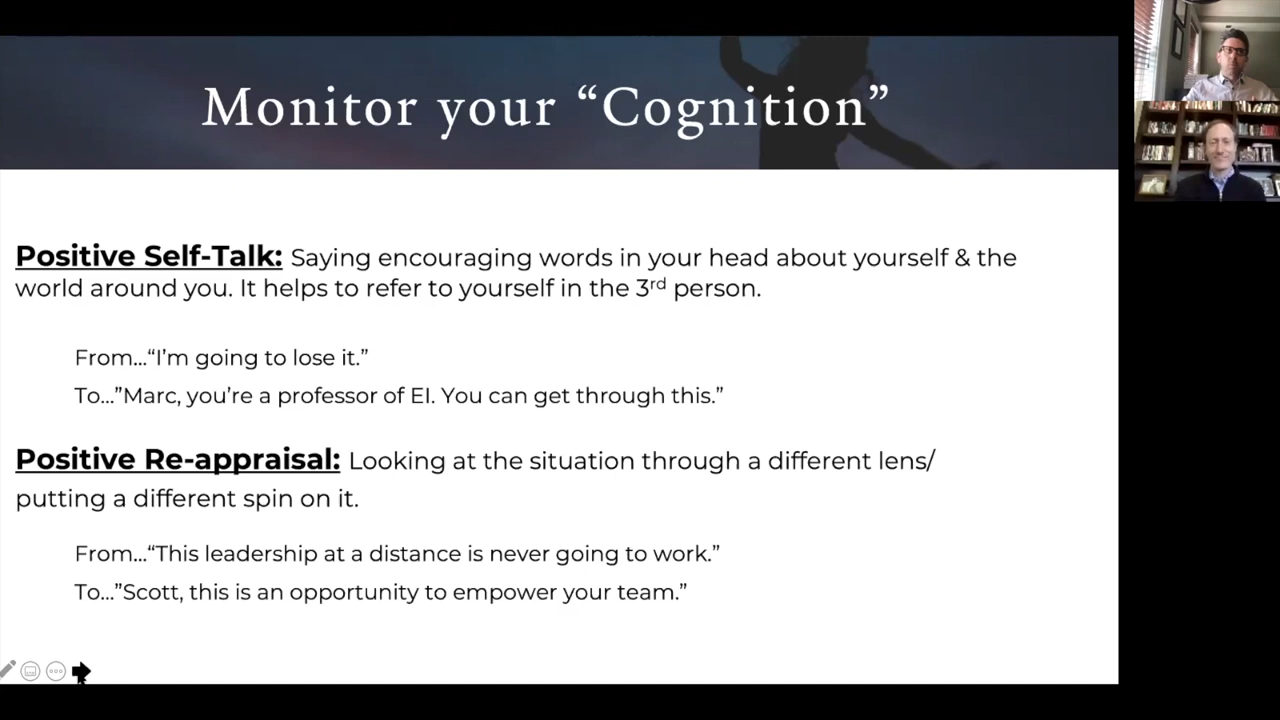 Monitor your “Cognition”
Positive Self-Talk: Saying encouraging words in your head about yourself & the
world around you. It helps to refer to yourself in the 3rd person.
From...“I’m going to lose it.”
To...”Marc, you’re a professor of EI. You can get through this.”
Positive Re-appraisal: Looking at the situation through a different lens/
putting a different spin on it.
From...“This leadership at a distance is never going to work.”
To...”Scott, this is an opportunity to empower your team.”